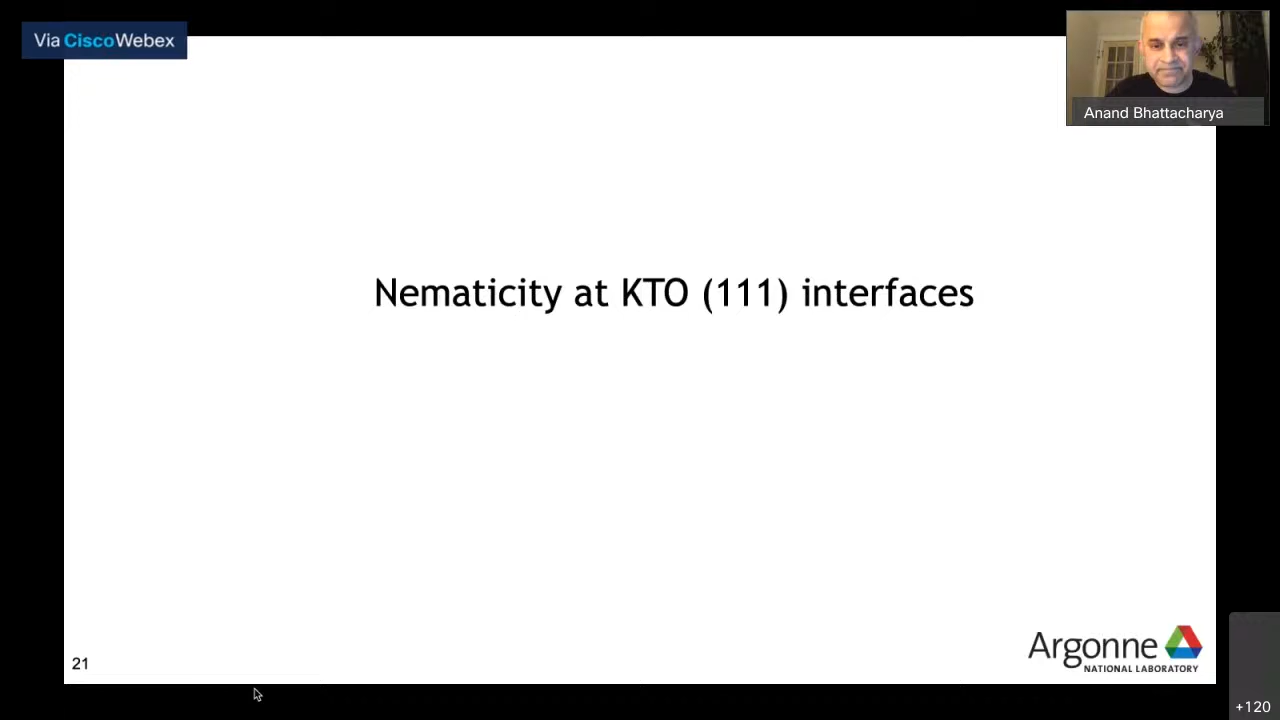 Via CiscoWebex
Anand Bhattacharya
Nematicity at KTO (111) interfaces
Argonne
NATIONAL LABORATORY
21
+120